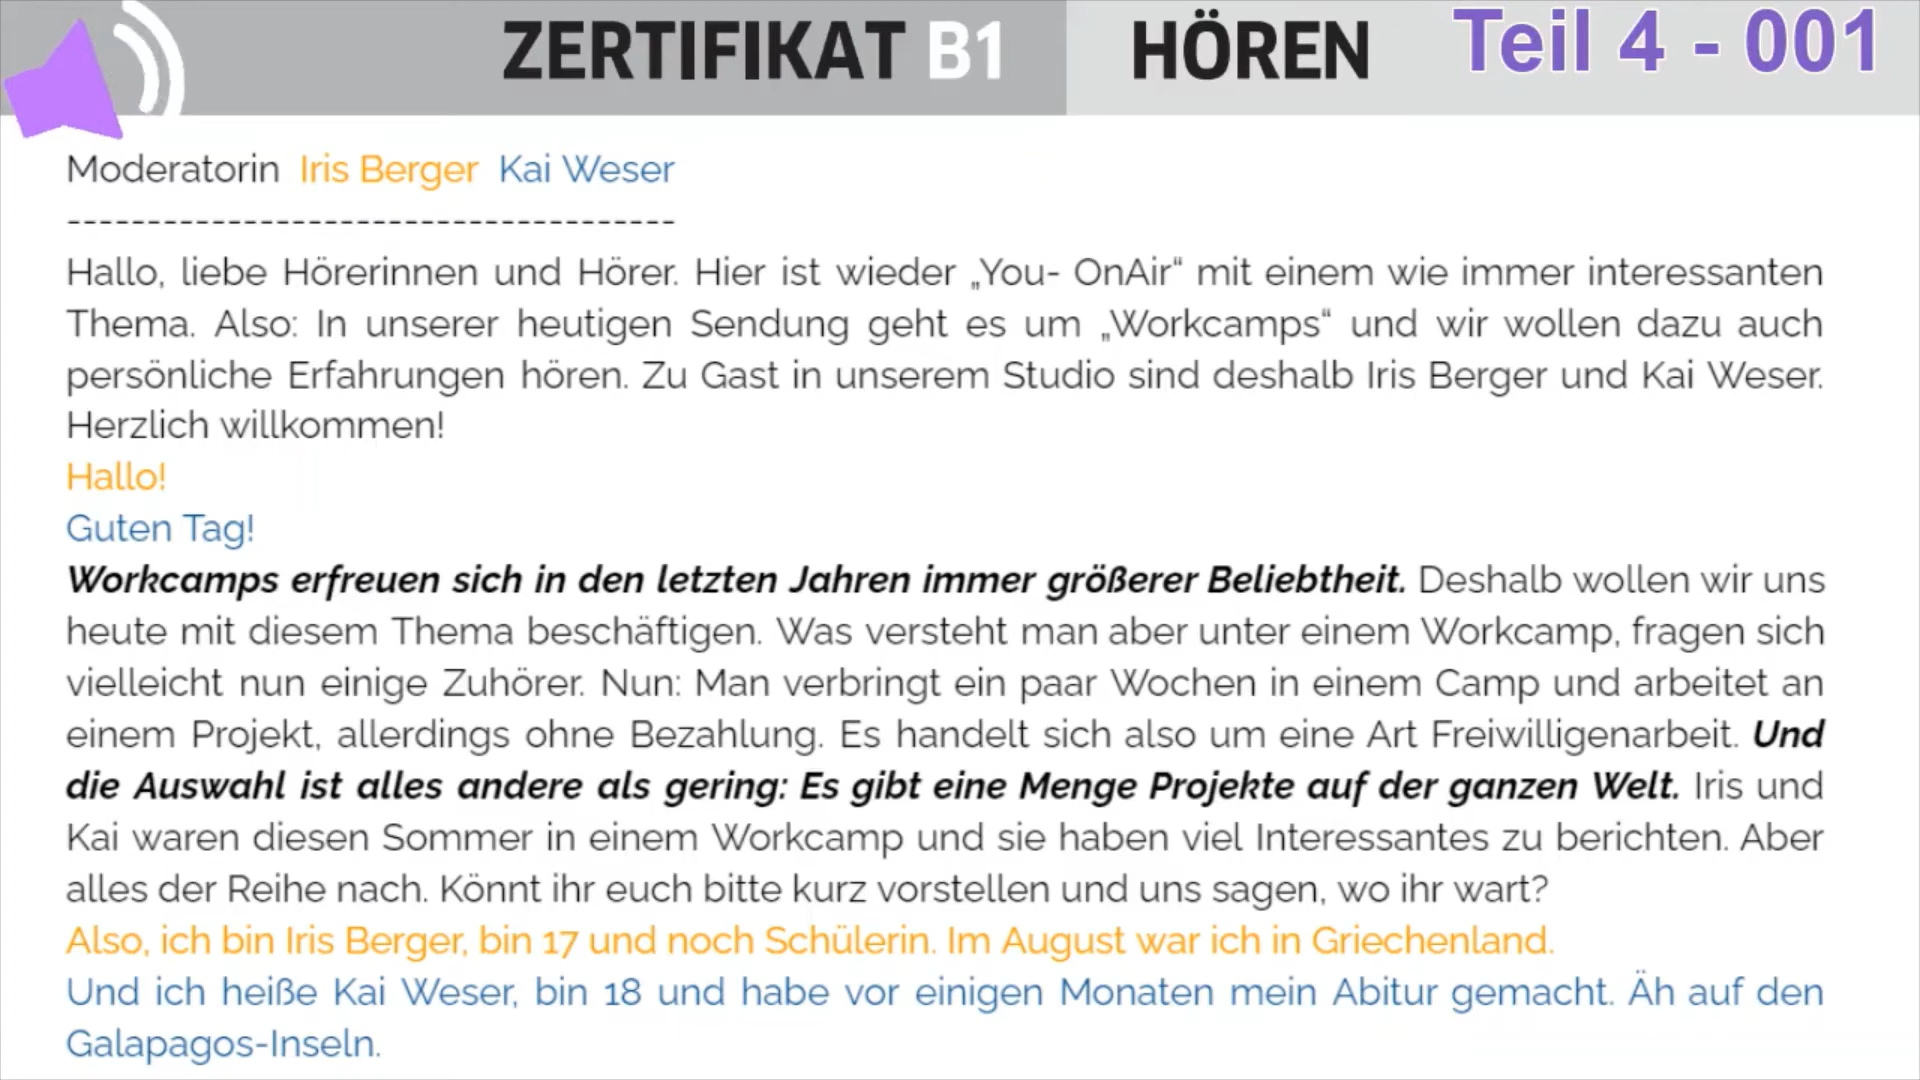 ZERTIFIKAT B1 HÖREN Teil 4 - 001
Moderatorin Iris Berger Kai Weser
--------------------------------------
Hallo, liebe Hörerinnen und Hörer. Hier ist wieder „You- OnAir“ mit einem wie immer interessanten
Thema. Also: In unserer heutigen Sendung geht es um „Workcamps“ und wir wollen dazu auch
persönliche Erfahrungen hören. Zu Gast in unserem Studio sind deshalb Iris Berger und Kai Weser.
Herzlich willkommen!
Hallo!
Guten Tag!
Workcamps erfreuen sich in den letzten Jahren immer größerer Beliebtheit. Deshalb wollen wir uns
heute mit diesem Thema beschäftigen. Was versteht man aber unter einem Workcamp, fragen sich
vielleicht nun einige Zuhörer. Nun: Man verbringt ein paar Wochen in einem Camp und arbeitet an
einem Projekt, allerdings ohne Bezahlung. Es handelt sich also um eine Art Freiwilligenarbeit. Und
die Auswahl ist alles andere als gering: Es gibt eine Menge Projekte auf der ganzen Welt. Iris und
Kai waren diesen Sommer in einem Workcamp und sie haben viel Interessantes zu berichten. Aber
alles der Reihe nach. Könnt ihr euch bitte kurz vorstellen und uns sagen, wo ihr wart?
Also, ich bin Iris Berger, bin 17 und noch Schülerin. Im August war ich in Griechenland.
Und ich heiße Kai Weser, bin 18 und habe vor einigen Monaten mein Abitur gemacht. Äh auf den
Galapagos-Inseln.